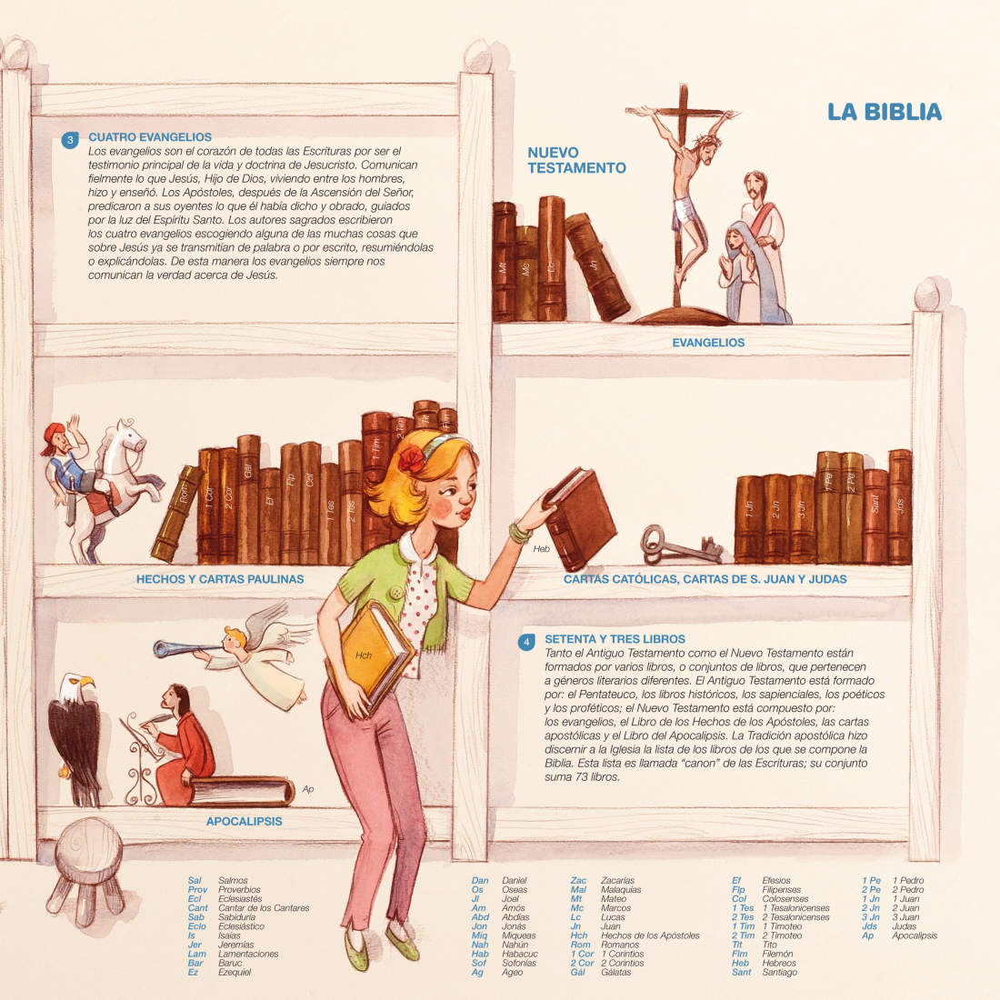 LA BIBLIA
3
CUATRO EVANGELIOS
Los evangelios son el corazón de todas las Escrituras por ser el
testimonio principal de la vida y doctrina de Jesucristo. Comunican
fielmente lo que Jesús, Hijo de Dios, viviendo entre los hombres,
hizo y enseñó. Los Apóstoles, después de la Ascensión del Señor,
predicaron a sus oyentes lo que él había dicho y obrado, guiados
por la luz del Espíritu Santo. Los autores sagrados escribieron
los cuatro evangelios escogiendo alguna de las muchas cosas que
sobre Jesús ya se transmitían de palabra o por escrito, resumiéndolas
o explicándolas. De esta manera los evangelios siempre nos
comunican la verdad acerca de Jesús.
NUEVO
TESTAMENTO
Mt
Mc
Lc
Jn
EVANGELIOS
Rom
1 Cor
2 Cor
Gál
Ef
Flp
Col
1 Tes
2 Tes
1 Tim
2 Tim
Tit
Flm
Heb
1 Jn
2 Jn
3 Jn
1 Pe
2 Pe
Sant
Jds
HECHOS Y CARTAS PAULINAS
CARTAS CATÓLICAS, CARTAS DE S. JUAN Y JUDAS
Hch
Ap
APOCALIPSIS
4
SETENTA Y TRES LIBROS
Tanto el Antiguo Testamento como el Nuevo Testamento están
formados por varios libros, o conjuntos de libros, que pertenecen
a géneros literarios diferentes. El Antiguo Testamento está formado
por: el Pentateuco, los libros históricos, los sapienciales, los poéticos
y los proféticos; el Nuevo Testamento está compuesto por:
los evangelios, el Libro de los Hechos de los Apóstoles, las cartas
apostólicas y el Libro del Apocalipsis. La Tradición apostólica hizo
discernir a la Iglesia la lista de los libros de los que se compone la
Biblia. Esta lista es llamada “canon” de las Escrituras; su conjunto
suma 73 libros.
Sal Salmos
Prov Proverbios
Ecl Eclesiastés
Cant Cantar de los Cantares
Sab Sabiduría
Eclo Eclesiástico
Is Isaías
Jer Jeremías
Lam Lamentaciones
Bar Baruc
Ez Ezequiel
Dan Daniel
Os Oseas
Jl Joel
Am Amós
Abd Abdías
Jon Jonás
Miq Miqueas
Nah Nahún
Hab Habacuc
Sof Sofonías
Ag Ageo
Zac Zacarías
Mal Malaquías
Mt Mateo
Mc Marcos
Lc Lucas
Jn Juan
Hch Hechos de los Apóstoles
Rom Romanos
1 Cor 1 Corintios
2 Cor 2 Corintios
Gál Gálatas
Ef Efesios
Flp Filipenses
Col Colosenses
1 Tes 1 Tesalonicenses
2 Tes 2 Tesalonicenses
1 Tim 1 Timoteo
2 Tim 2 Timoteo
Tit Tito
Flm Filemón
Heb Hebreos
Sant Santiago
1 Pe 1 Pedro
2 Pe 2 Pedro
1 Jn 1 Juan
2 Jn 2 Juan
3 Jn 3 Juan
Jds Judas
Ap Apocalipsis